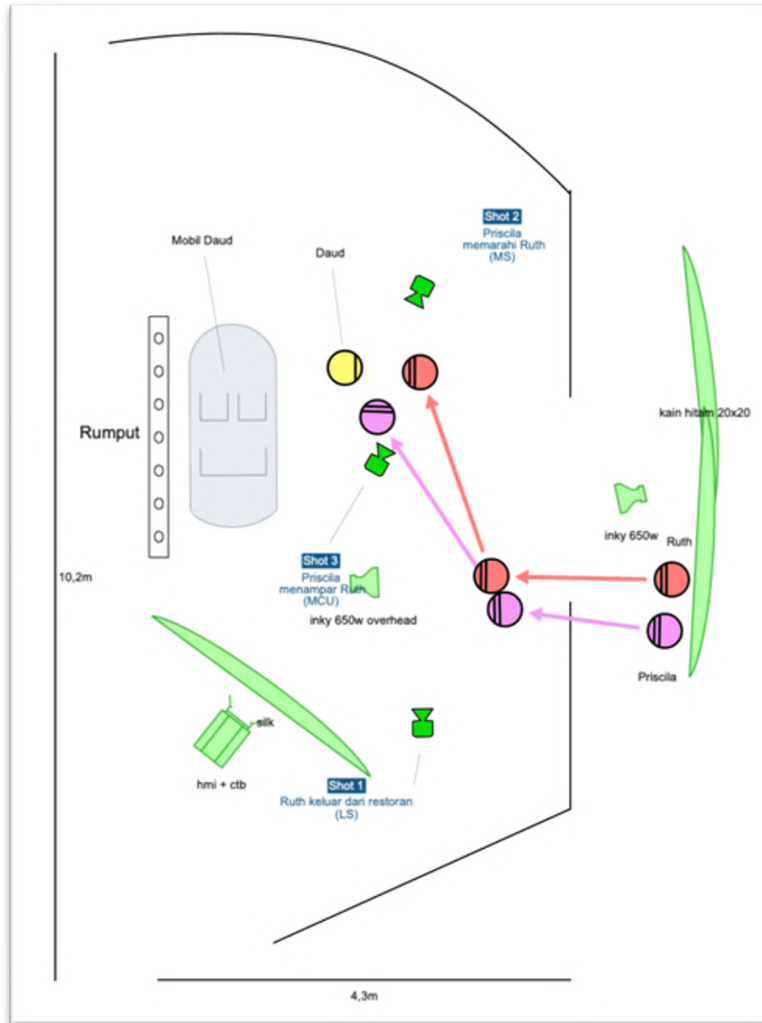 Shot 2
Priscila
memarahi Ruth
(MS)
Mobil Daud
Daud
kain hitam 20x20
Rumput
inky 650w
Ruth
Shot 3
Priscila
menampar Ruth
(MCU)
10,2m
inky 650w overhead
Priscila
silk
hmi + ctb
Shot 1
Ruth keluar dari restoran
(LS)
4,3m